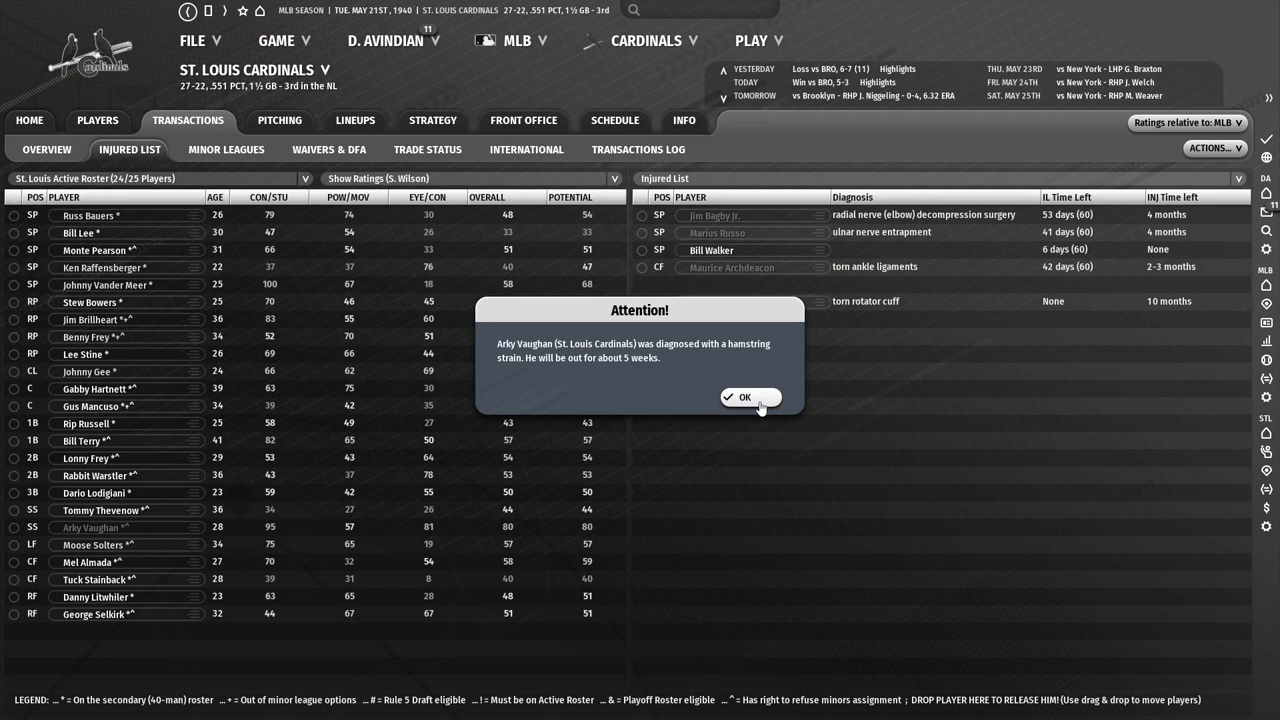 MLB SEASON | TUE. MAY 21ST, 1940 | ST. LOUIS CARDINALS 27-22, .551 PCT, 1½ GB - 3rd
FILE GAME D. AVINDIAN 11 MLB CARDINALS PLAY
Cardinals
ST. LOUIS CARDINALS
27-22, .551 PCT, 1½ GB - 3rd in the NL
YESTERDAY Loss vs BRO, 6-7 (11) Highlights THU. MAY 23RD vs New York - LHP G. Braxton
TODAY Win vs BRO, 5-3 Highlights FRI. MAY 24TH vs New York - RHP J. Welch
TOMORROW vs Brooklyn - RHP J. Niggeling - 0-4, 6.32 ERA SAT. MAY 25TH vs New York - RHP M. Weaver
HOME PLAYERS TRANSACTIONS PITCHING LINEUPS STRATEGY FRONT OFFICE SCHEDULE INFO Ratings relative to: MLB
OVERVIEW INJURED LIST MINOR LEAGUES WAIVERS & DFA TRADE STATUS INTERNATIONAL TRANSACTIONS LOG ACTIONS...
St. Louis Active Roster (24/25 Players) Show Ratings (S. Wilson) Injured List
POS PLAYER AGE CON/STU POW/MOV EYE/CON OVERALL POTENTIAL
SP Russ Bauers * 26 79 74 30 48 54
SP Bill Lee * 30 47 54 26 33 33
SP Monte Pearson *^ 31 66 54 33 51 51
SP Ken Raffensberger * 22 37 37 76 40 47
SP Johnny Vander Meer * 25 100 67 18 58 68
RP Stew Bowers * 25 70 46 45
RP Jim Brillheart *+^ 36 83 55 60
RP Benny Frey *+^ 34 52 70 51
RP Lee Stine * 26 69 66 44
CL Johnny Gee * 24 66 62 69
C Gabby Hartnett *^ 39 63 75 30
C Gus Mancuso *+^ 34 39 42 35
1B Rip Russell * 25 58 49 27 43 43
1B Bill Terry *^ 41 82 65 50 57 57
2B Lonny Frey *^ 29 53 43 64 54 54
2B Rabbit Warstler *^ 36 43 37 78 53 53
3B Dario Lodigiani * 23 59 42 55 50 50
SS Tommy Thevenow *^ 36 34 27 26 44 44
SS Arky Vaughan *^ 28 95 57 81 80 80
LF Moose Solters *^ 34 75 65 19 57 57
CF Mel Almada *^ 27 70 32 54 58 59
CF Tuck Stainback *^ 28 39 31 8 40 40
RF Danny Litwhiler * 23 63 65 28 48 51
RF George Selkirk *^ 32 44 67 67 51 51
POS PLAYER Diagnosis IL Time Left INJ Time left
SP Jim Bagby Jr. radial nerve (elbow) decompression surgery 53 days (60) 4 months
SP Marius Russo ulnar nerve entrapment 41 days (60) 4 months
SP Bill Walker 6 days (60) None
CF Maurice Archdeacon torn ankle ligaments 42 days (60) 2-3 months
torn rotator cuff None 10 months
Attention!
Arky Vaughan (St. Louis Cardinals) was diagnosed with a hamstring
strain. He will be out for about 5 weeks.
OK
DA
11
MLB
STL
LEGEND: ... * = On the secondary (40-man) roster ... + = Out of minor league options ... # = Rule 5 Draft eligible ... ! = Must be on Active Roster ... & = Playoff Roster eligible ... ^ = Has right to refuse minors assignment ; DROP PLAYER HERE TO RELEASE HIM! (Use drag & drop to move players)